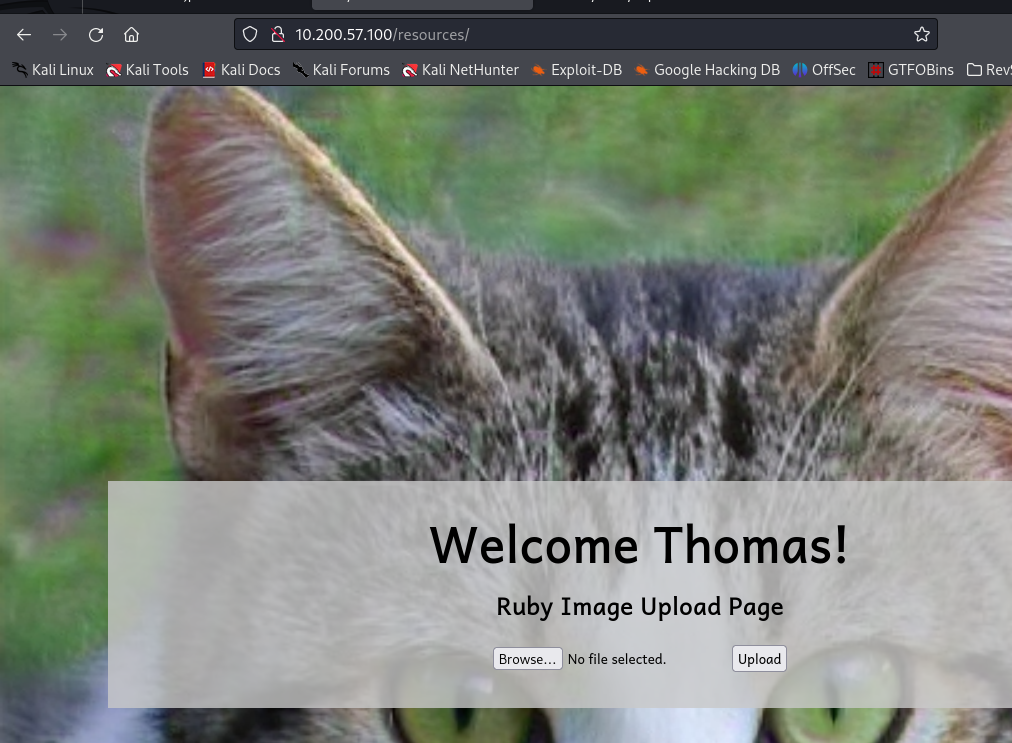 10.200.57.100/resources/
Kali Linux Kali Tools Kali Docs Kali Forums Kali NetHunter Exploit-DB Google Hacking DB OffSec GTFOBins
Welcome Thomas!
Ruby Image Upload Page
Browse... No file selected. Upload